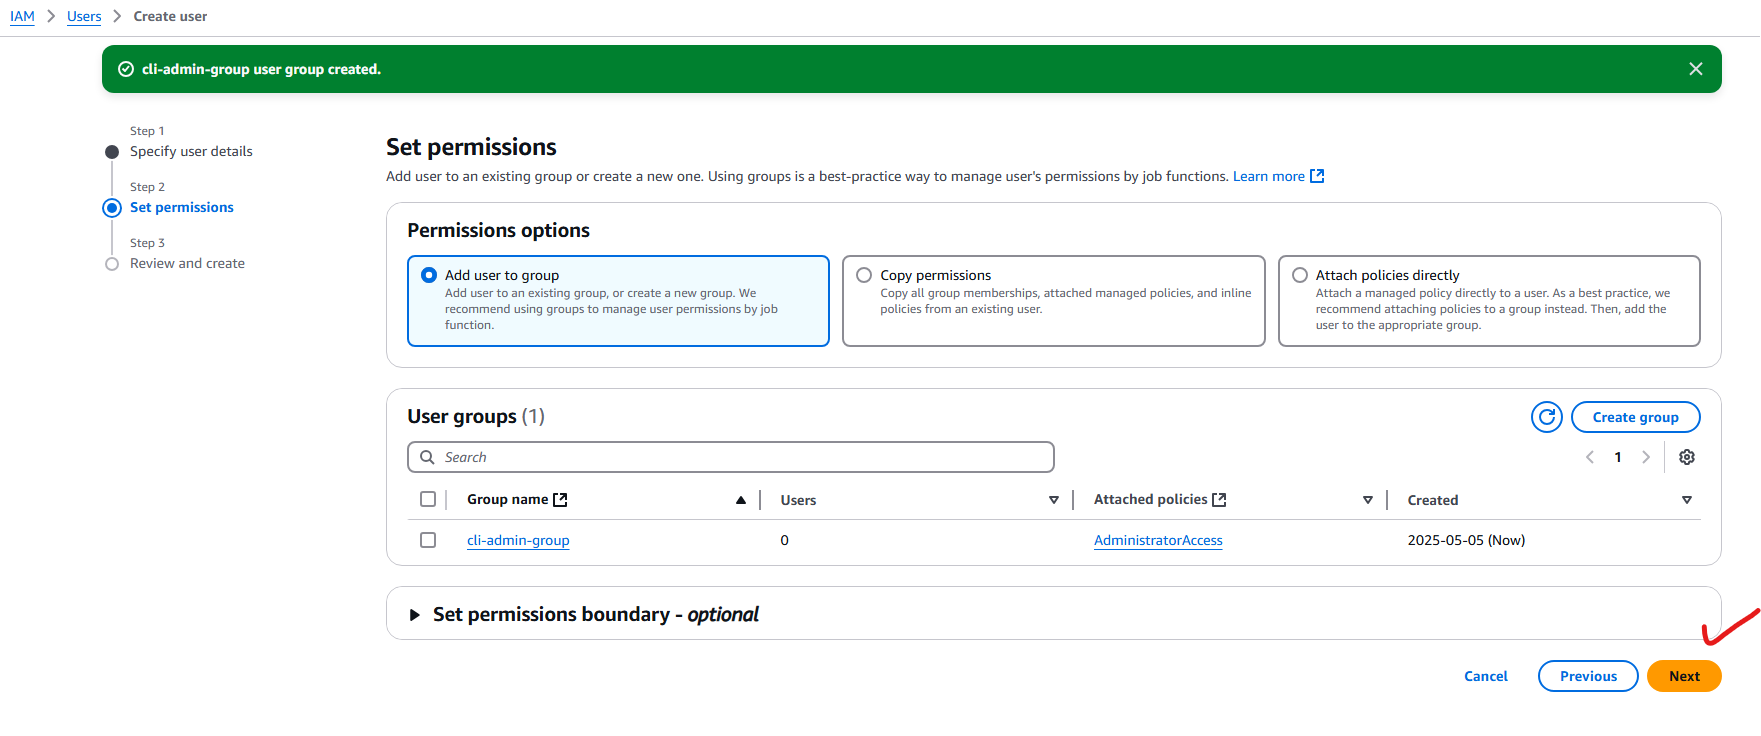 IAM > Users > Create user
cli-admin-group user group created.
Step 1
Specify user details
Step 2
Set permissions
Step 3
Review and create
Set permissions
Add user to an existing group or create a new one. Using groups is a best-practice way to manage user's permissions by job functions. Learn more
Permissions options
Add user to group
Add user to an existing group, or create a new group. We
recommend using groups to manage user permissions by job
function.
Copy permissions
Copy all group memberships, attached managed policies, and inline
policies from an existing user.
Attach policies directly
Attach a managed policy directly to a user. As a best practice, we
recommend attaching policies to a group instead. Then, add the
user to the appropriate group.
User groups (1)
Create group
Search
1
Group name Users Attached policies Created
cli-admin-group 0 AdministratorAccess 2025-05-05 (Now)
Set permissions boundary - optional
Cancel Previous Next